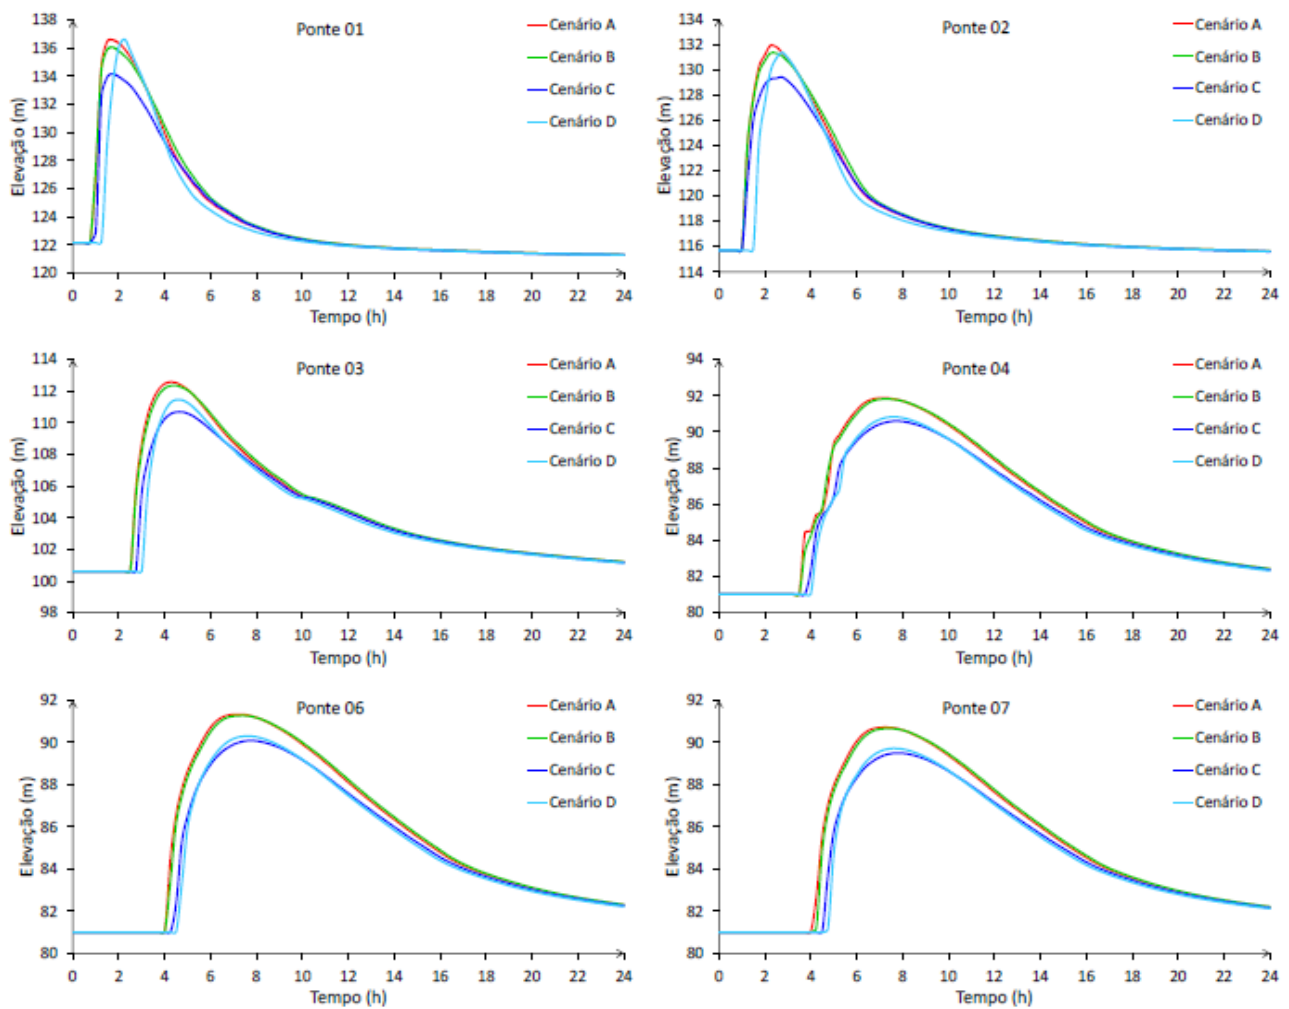 Ponte 01
Elevação (m)
138
136
134
132
130
128
126
124
122
120
0 2 4 6 8 10 12 14 16 18 20 22 24
Tempo (h)
Cenário A
Cenário B
Cenário C
Cenário D
Ponte 02
Elevação (m)
134
132
130
128
126
124
122
120
118
116
114
0 2 4 6 8 10 12 14 16 18 20 22 24
Tempo (h)
Cenário A
Cenário B
Cenário C
Cenário D
Ponte 03
Elevação (m)
114
112
110
108
106
104
102
100
98
0 2 4 6 8 10 12 14 16 18 20 22 24
Tempo (h)
Cenário A
Cenário B
Cenário C
Cenário D
Ponte 04
Elevação (m)
94
92
90
88
86
84
82
80
0 2 4 6 8 10 12 14 16 18 20 22 24
Tempo (h)
Cenário A
Cenário B
Cenário C
Cenário D
Ponte 06
Elevação (m)
92
90
88
86
84
82
80
0 2 4 6 8 10 12 14 16 18 20 22 24
Tempo (h)
Cenário A
Cenário B
Cenário C
Cenário D
Ponte 07
Elevação (m)
92
90
88
86
84
82
80
0 2 4 6 8 10 12 14 16 18 20 22 24
Tempo (h)
Cenário A
Cenário B
Cenário C
Cenário D